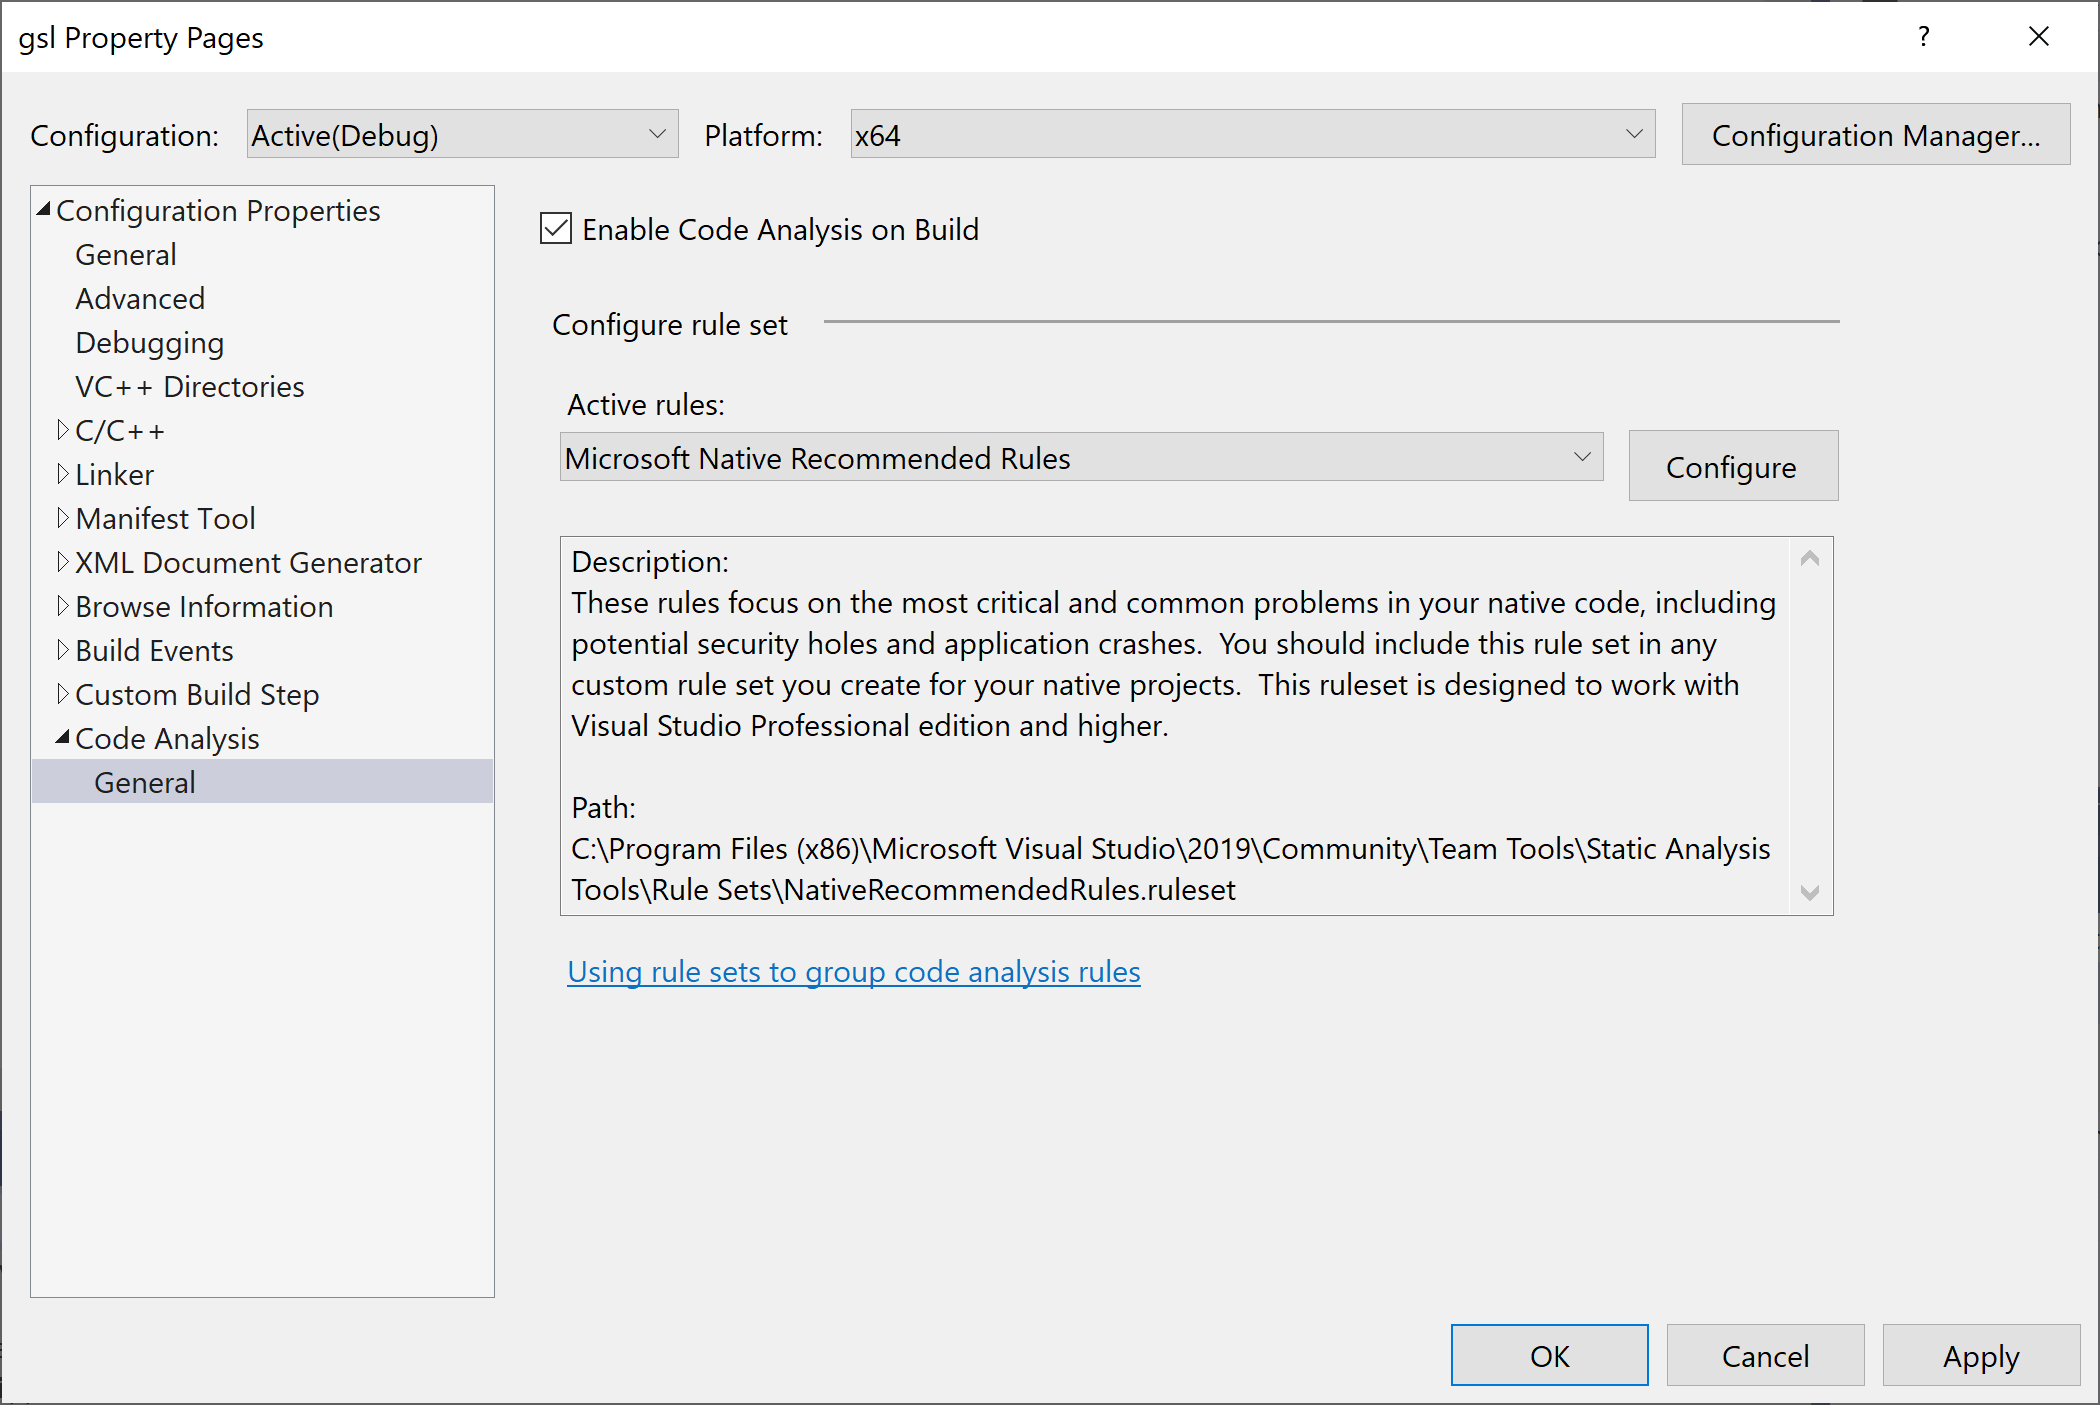 gsl Property Pages
?
Configuration: Active(Debug) Platform: x64 Configuration Manager...
Configuration Properties
General
Advanced
Debugging
VC++ Directories
C/C++
Linker
Manifest Tool
XML Document Generator
Browse Information
Build Events
Custom Build Step
Code Analysis
General
Enable Code Analysis on Build
Configure rule set
Active rules:
Microsoft Native Recommended Rules
Configure
Description:
These rules focus on the most critical and common problems in your native code, including
potential security holes and application crashes.  You should include this rule set in any
custom rule set you create for your native projects.  This ruleset is designed to work with
Visual Studio Professional edition and higher.
Path:
C:\Program Files (x86)\Microsoft Visual Studio\2019\Community\Team Tools\Static Analysis
Tools\Rule Sets\NativeRecommendedRules.ruleset
Using rule sets to group code analysis rules
OK Cancel Apply